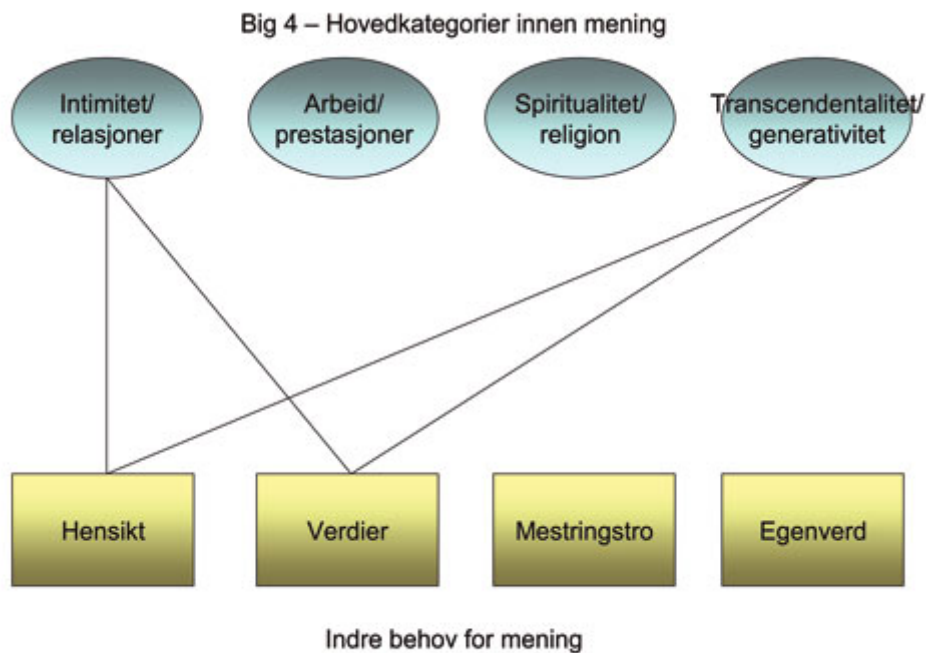 Big 4 – Hovedkategorier innen mening
Intimitet/
relasjoner
Arbeid/
prestasjoner
Spiritualitet/
religion
Transcendentalitet/
generativitet
Hensikt
Verdier
Mestringstro
Egenverd
Indre behov for mening